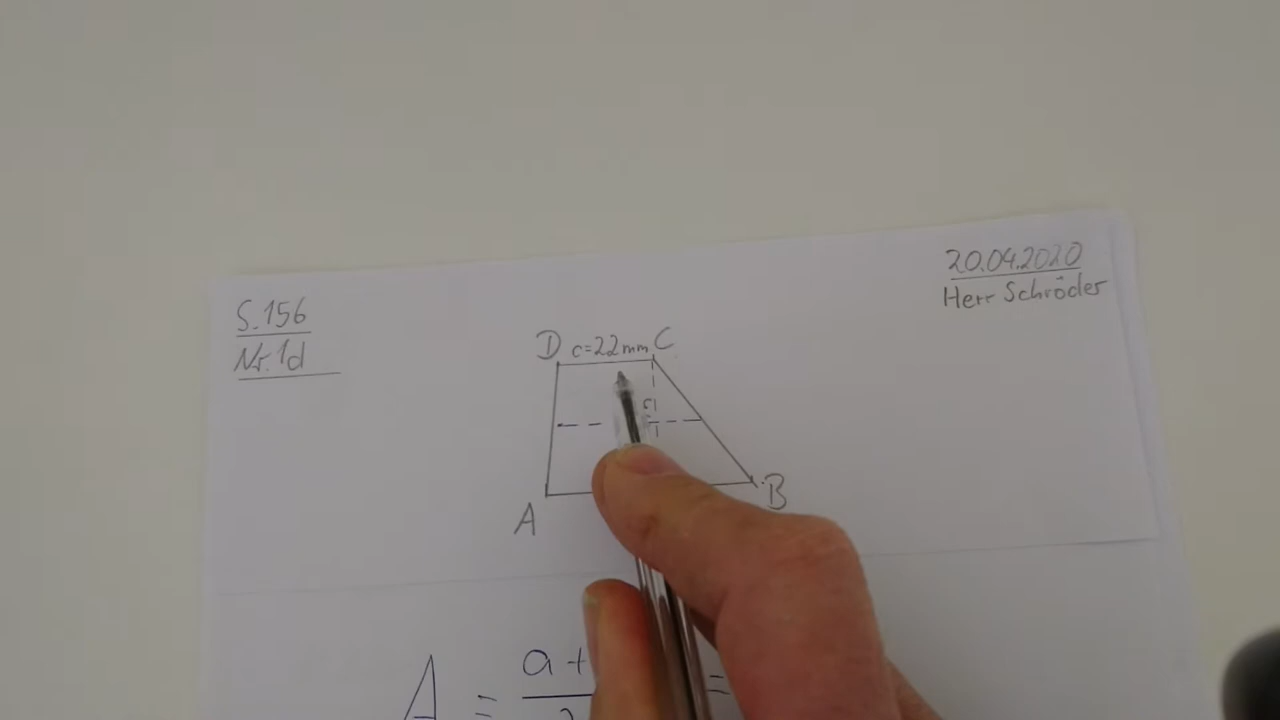 S.156
Nr. 1d
20.04.2020
Herr Schröder
D c=22mm C
A
B
A = a+
=